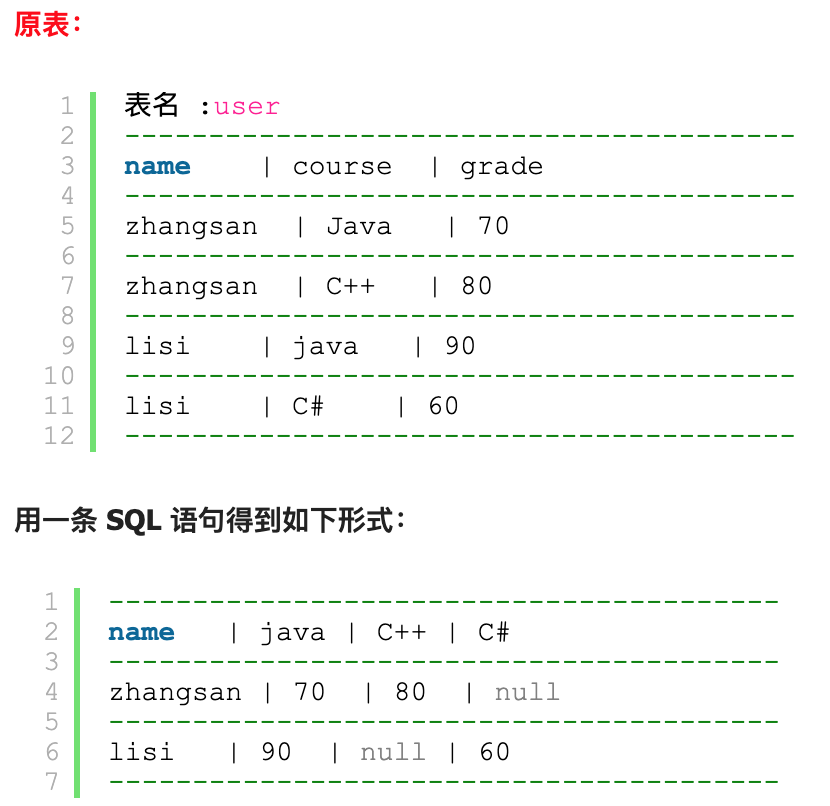 原表：
1 表名 :user
2 ----------------------------------------
3 name    | course  | grade
4 ----------------------------------------
5 zhangsan  | Java   | 70
6 ----------------------------------------
7 zhangsan  | C++   | 80
8 ----------------------------------------
9 lisi    | java   | 90
10 ----------------------------------------
11 lisi    | C#    | 60
12 ----------------------------------------
用一条 SQL 语句得到如下形式：
1 ----------------------------------------
2 name   | java | C++ | C#
3 ----------------------------------------
4 zhangsan | 70  | 80  | null
5 ----------------------------------------
6 lisi   | 90  | null | 60
7 ----------------------------------------